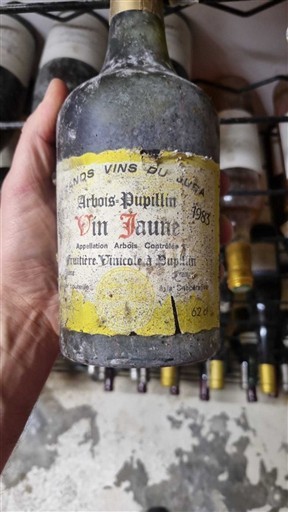 GRANDS VINS DU JURA
Arbois-Pupillin
1983
Vin Jaune
Appellation Arbois Contrôlée
Fruitière Vinicole à Pupillin
62 cl